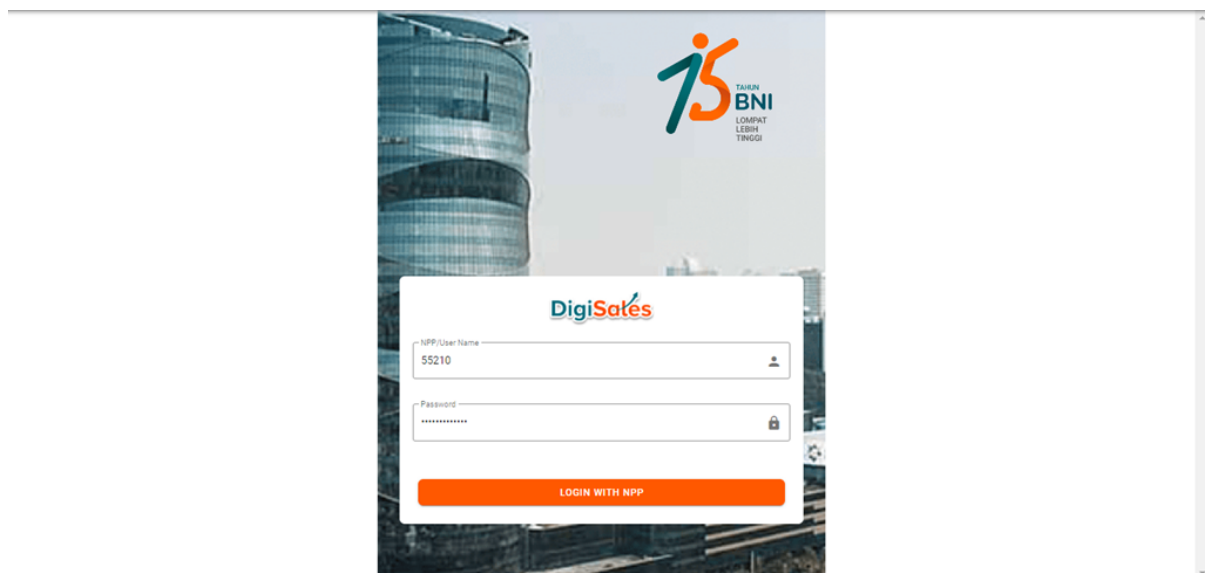 75
TAHUN
BNI
LOMPAT
LEBIH
TINGGI
DigiSales
NPP/User Name
55210
Password
•••••••••••••
LOGIN WITH NPP